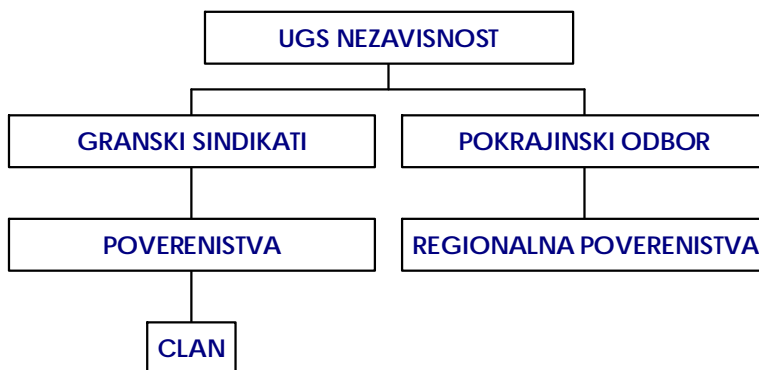 UGS NEZAVISNOST
GRANSKI SINDIKATI
POKRAJINSKI ODBOR
POVERENISTVA
REGIONALNA POVERENISTVA
CLAN